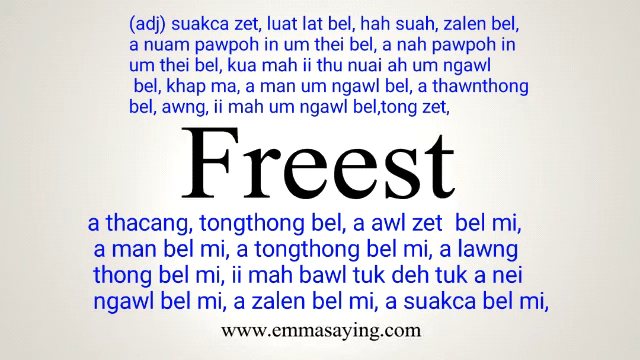 (adj) suakca zet, luat lat bel, hah suah, zalen bel,
a nuam pawpoh in um thei bel, a nah pawpoh in
um thei bel, kua mah ii thu nuai ah um ngawl
bel, khap ma, a man um ngawl bel, a thawnthong
bel, awng, ii mah um ngawl bel,tong zet,
Freest
a thacang, tongthong bel, a awl zet bel mi,
a man bel mi, a tongthong bel mi, a lawng
thong bel mi, ii mah bawl tuk deh tuk a nei
ngawl bel mi, a zalen bel mi, a suakca bel mi,
www.emmasaying.com